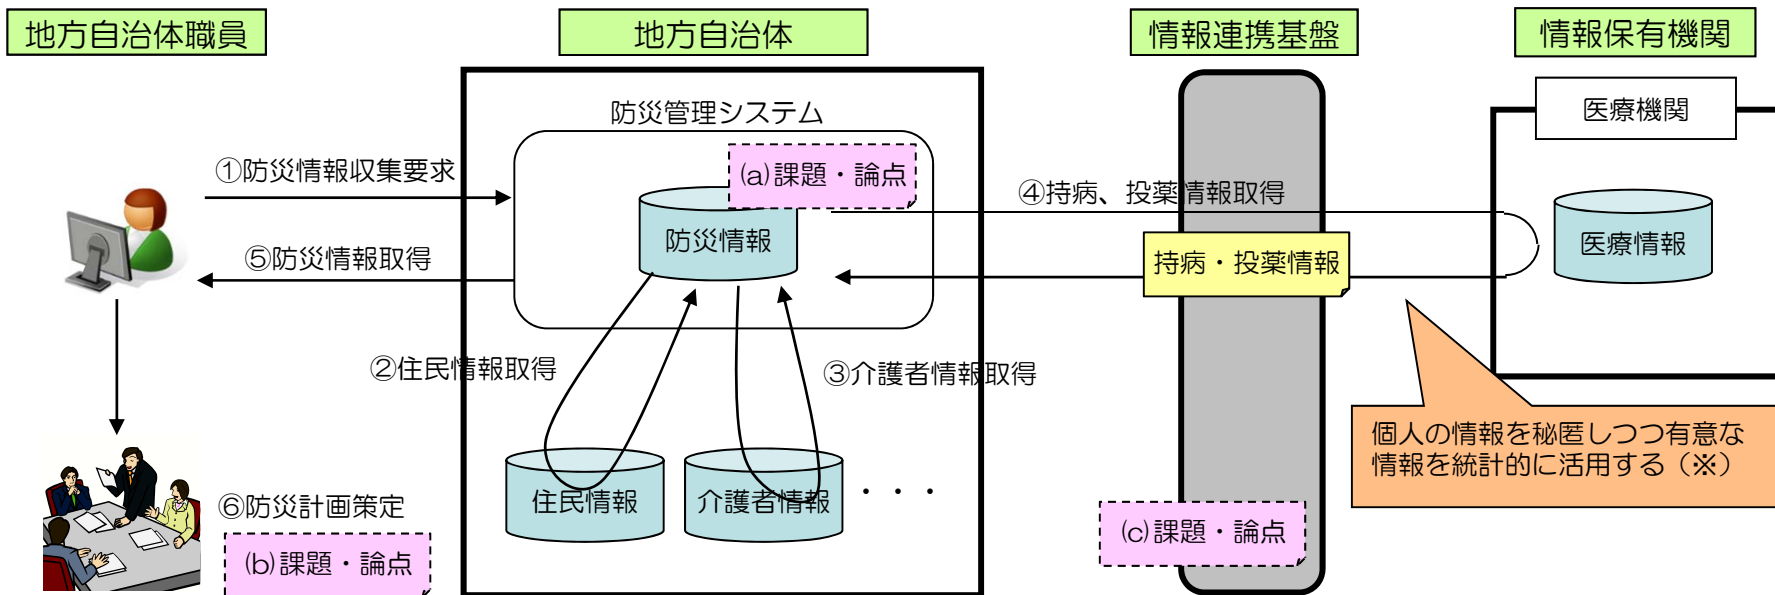 地方自治体職員
地方自治体
情報連携基盤
情報保有機関
防災管理システム
医療機関
①防災情報収集要求
(a)課題・論点
④持病、投薬情報取得
防災情報
医療情報
⑤防災情報取得
持病・投薬情報
②住民情報取得
③介護者情報取得
個人の情報を秘匿しつつ有意な
情報を統計的に活用する（※）
住民情報
介護者情報
・・・
⑥防災計画策定
(b)課題・論点
(c)課題・論点